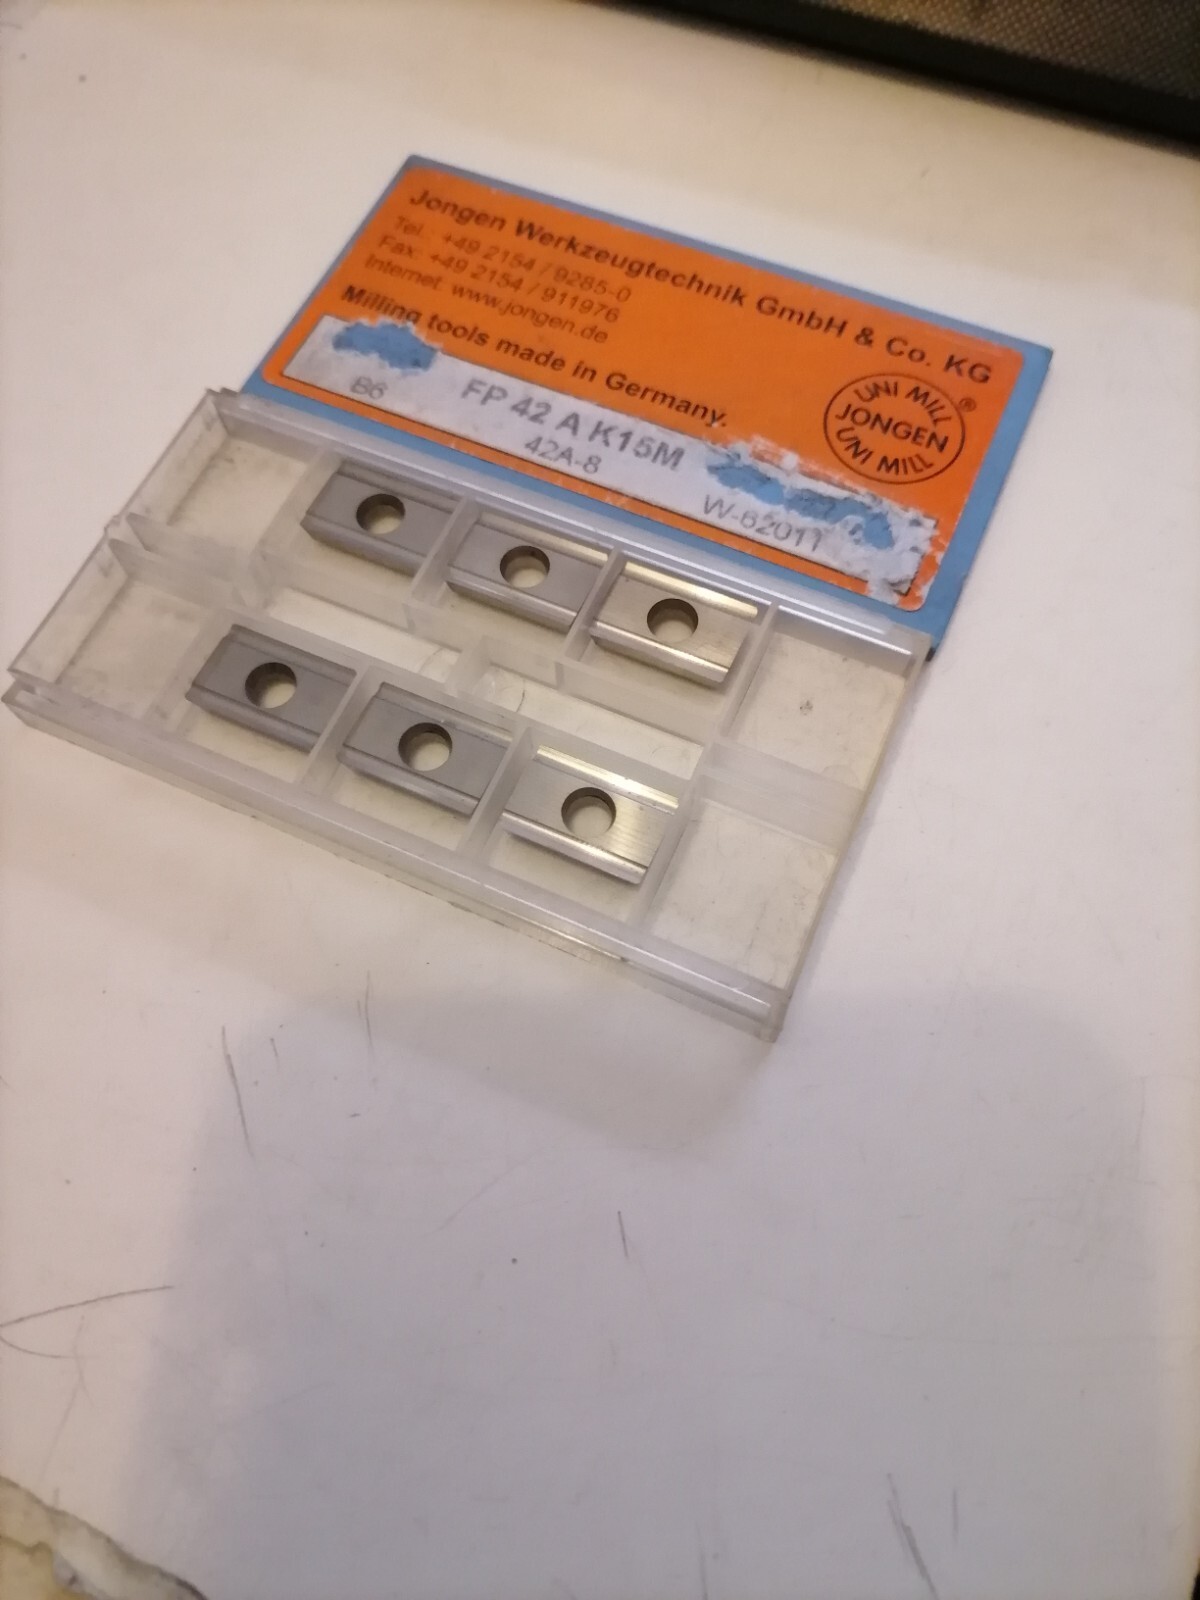 Jongen Werkzeugtechnik GmbH & Co. KG
Tel.: +49 2154 / 9285-0
Fax: +49 2154 / 911976
Internet: www.jongen.de
Milling tools made in Germany.
UNI MILL ®
JONGEN
UNI MILL
FP 42 A K15M
B6
42A-8
W-62011